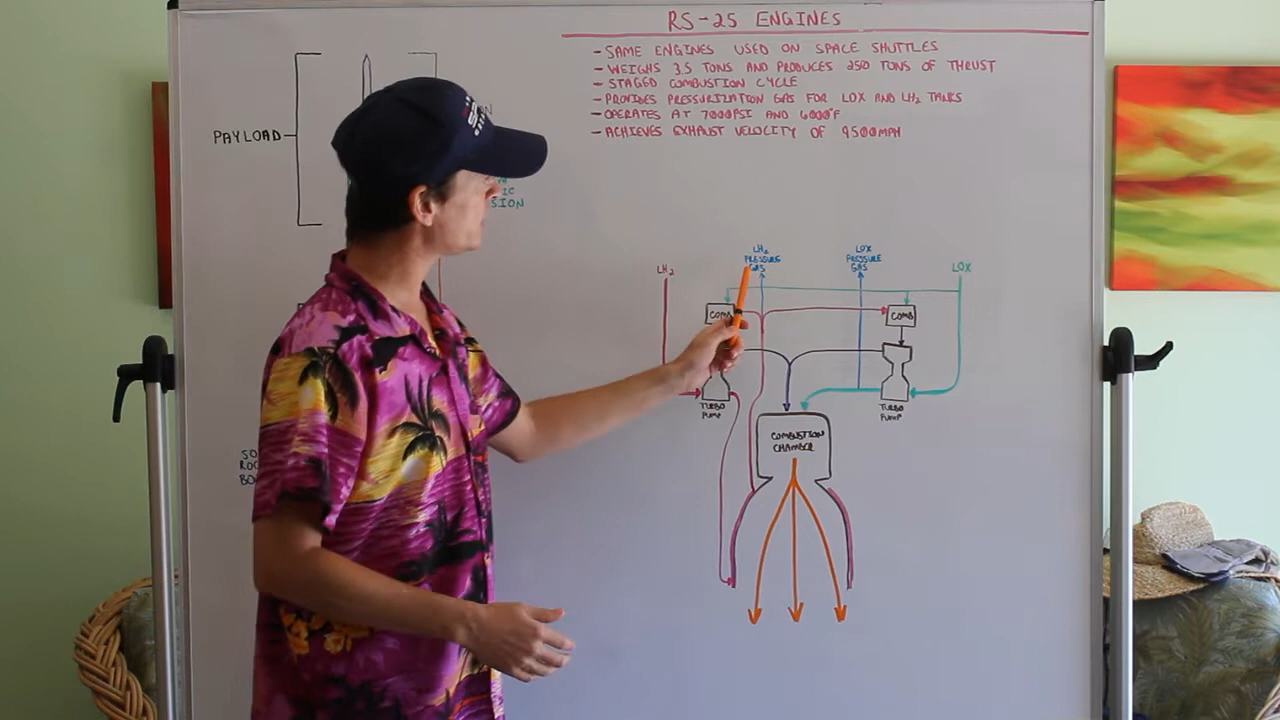 RS-25 ENGINES
- SAME ENGINES USED ON SPACE SHUTTLES
- WEIGHS 3.5 TONS AND PRODUCES 250 TONS OF THRUST
- STAGED COMBUSTION CYCLE
- PROVIDES PRESSURIZATION GAS FOR LOX AND LH₂ TANKS
- OPERATES AT 7000PSI AND 6000°F
- ACHIEVES EXHAUST VELOCITY OF 9500MPH
PAYLOAD
LH₂
LH₂
PRESSURE
GAS
LOX
PRESSURE
GAS
LOX
COMB
COMB
TURBO
PUMP
TURBO
PUMP
COMBUSTION
CHAMBER